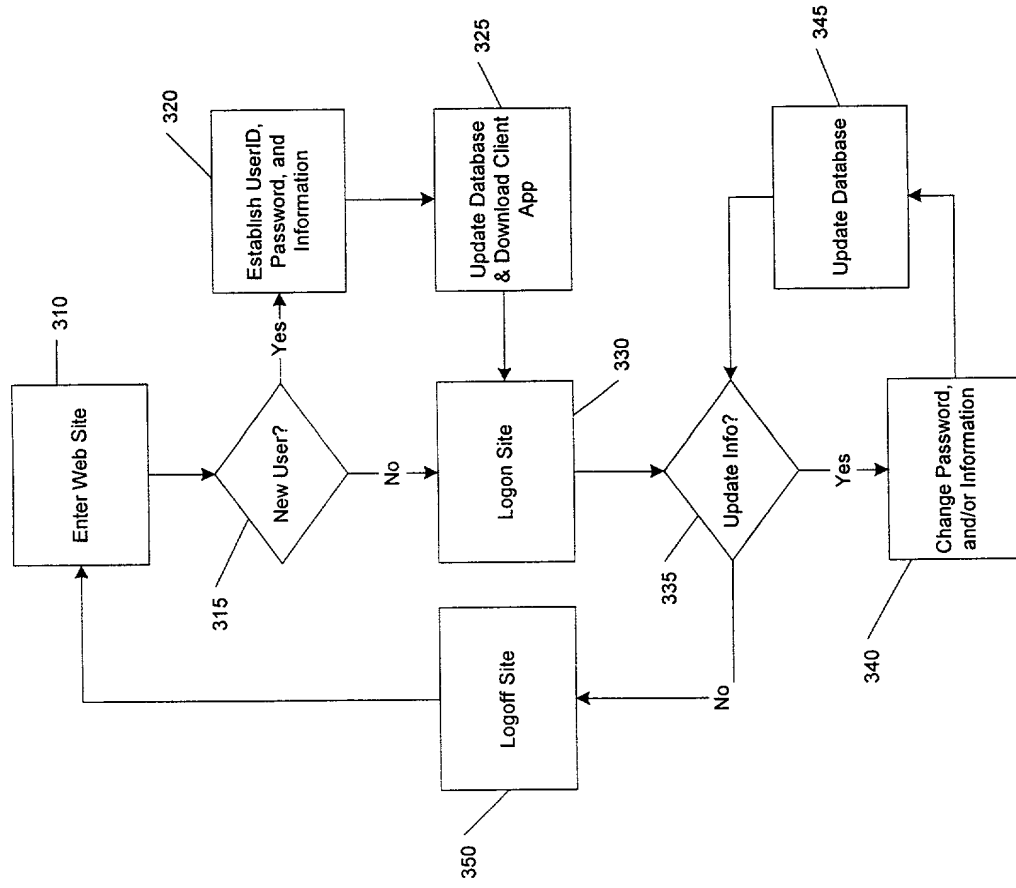 310
Enter Web Site
315
New User?
Yes
320
Establish UserID,
Password, and
Information
325
Update Database
& Download Client
App
No
330
Logon Site
335
Update Info?
Yes
340
Change Password,
and/or Information
345
Update Database
No
350
Logoff Site